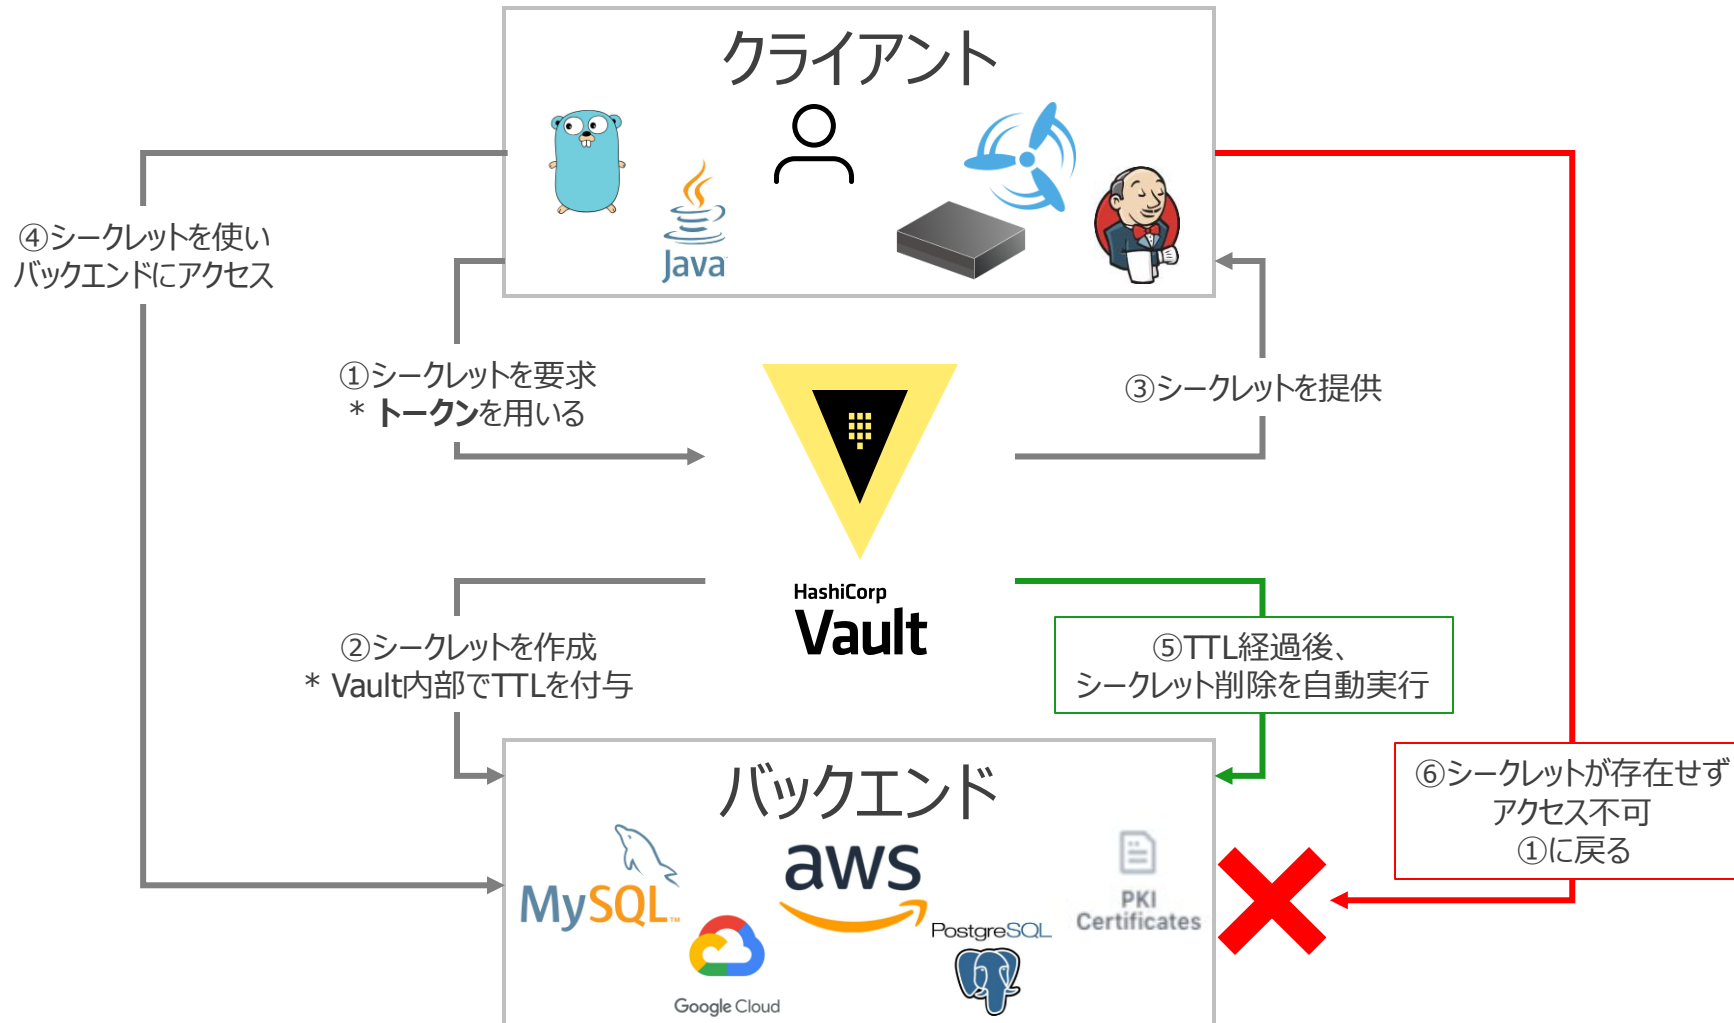 クライアント
Java
④シークレットを使い
バックエンドにアクセス
①シークレットを要求
* トークンを用いる
③シークレットを提供
HashiCorp
Vault
②シークレットを作成
* Vault内部でTTLを付与
⑤TTL経過後、
シークレット削除を自動実行
⑥シークレットが存在せず
アクセス不可
①に戻る
バックエンド
MySQL™
aws
PKI
Certificates
PostgreSQL
Google Cloud